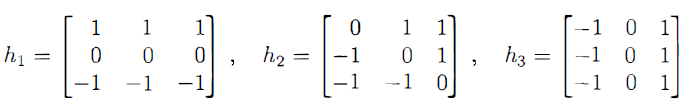 h₁ = [ 1 1 1 ; 0 0 0 ; −1 −1 −1 ] , h₂ = [ 0 1 1 ; −1 0 1 ; −1 −1 0 ] , h₃ = [ −1 0 1 ; −1 0 1 ; −1 0 1 ]